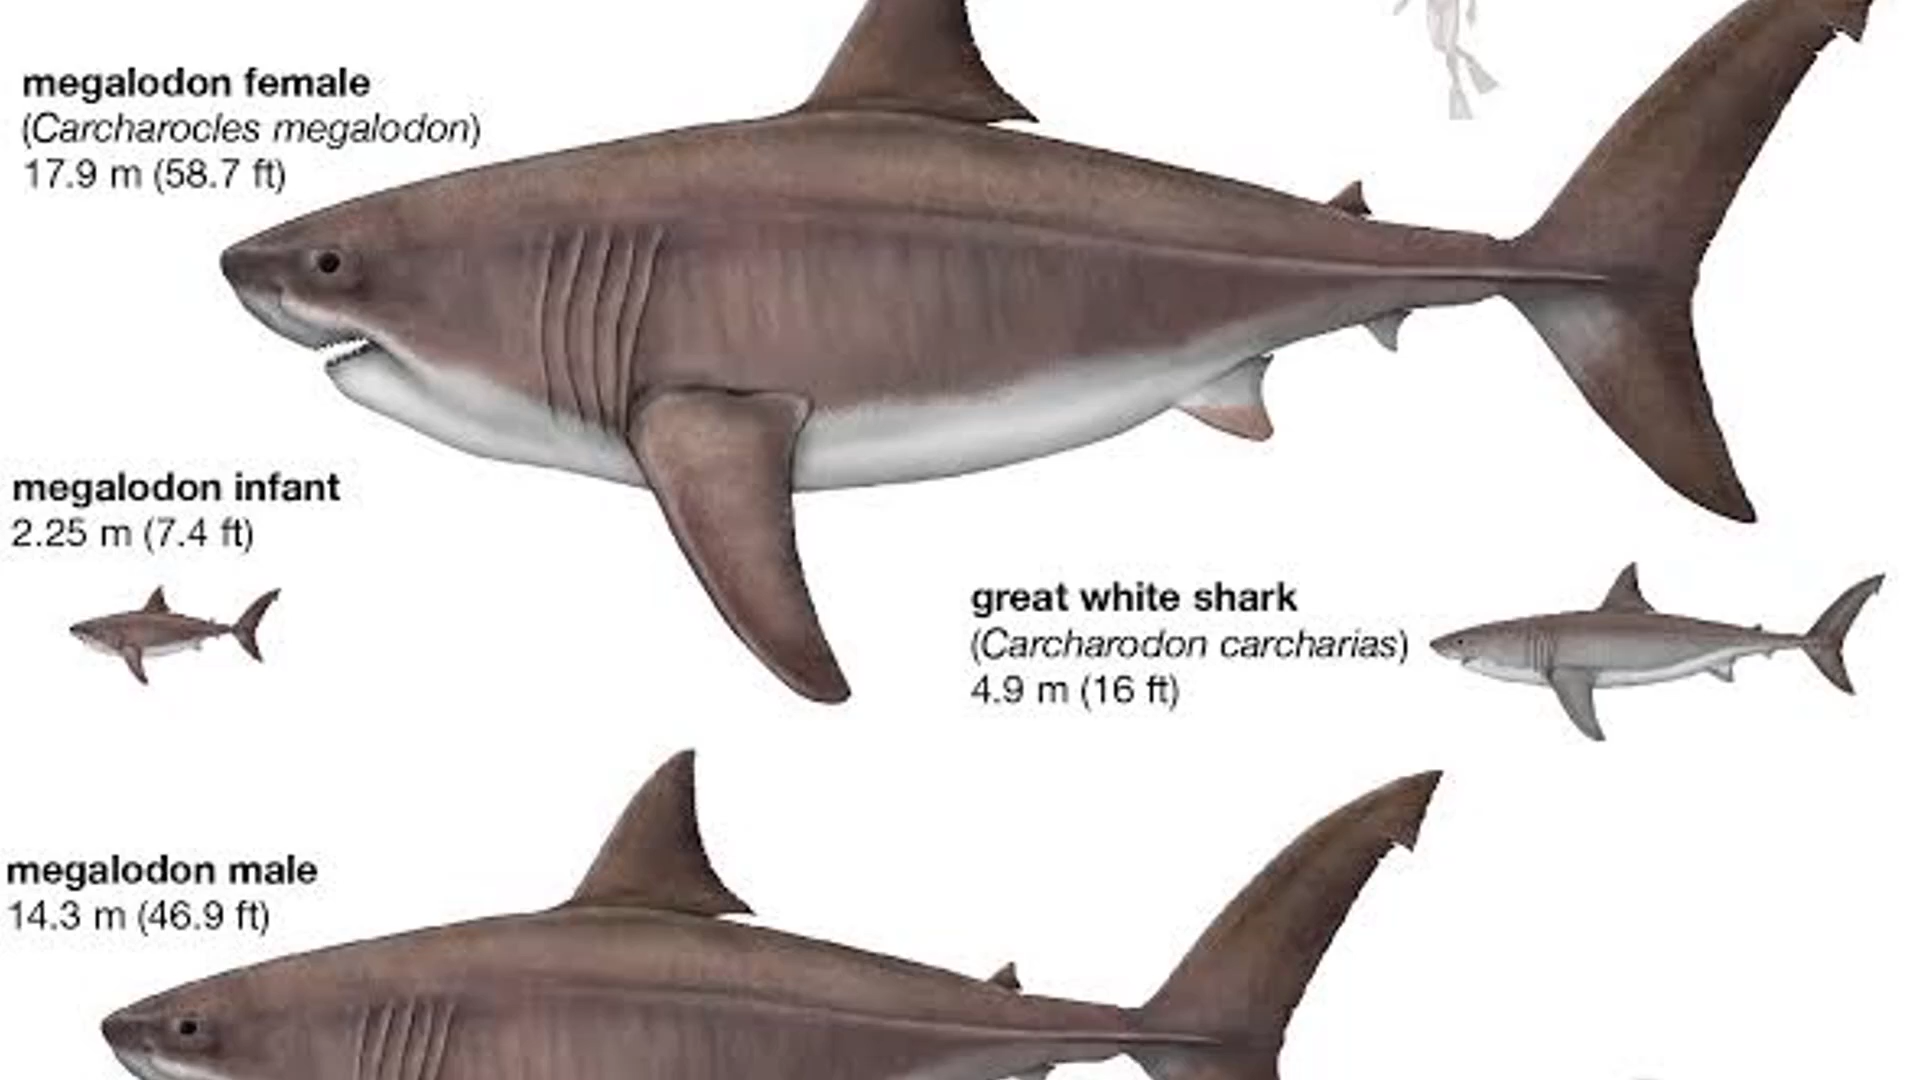 megalodon female
(Carcharocles megalodon)
17.9 m (58.7 ft)
megalodon infant
2.25 m (7.4 ft)
great white shark
(Carcharodon carcharias)
4.9 m (16 ft)
megalodon male
14.3 m (46.9 ft)